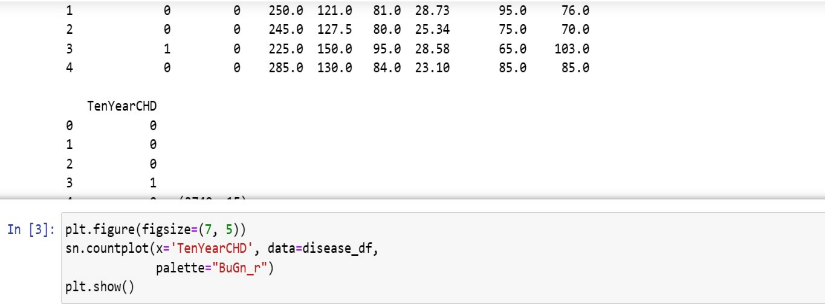 1 0 0 250.0 121.0 81.0 28.73 95.0 76.0
2 0 0 245.0 127.5 80.0 25.34 75.0 70.0
3 1 0 225.0 150.0 95.0 28.58 65.0 103.0
4 0 0 285.0 130.0 84.0 23.10 85.0 85.0
TenYearCHD
0 0
1 0
2 0
3 1
In [3]: plt.figure(figsize=(7, 5))
sn.countplot(x='TenYearCHD', data=disease_df,
palette="BuGn_r")
plt.show()